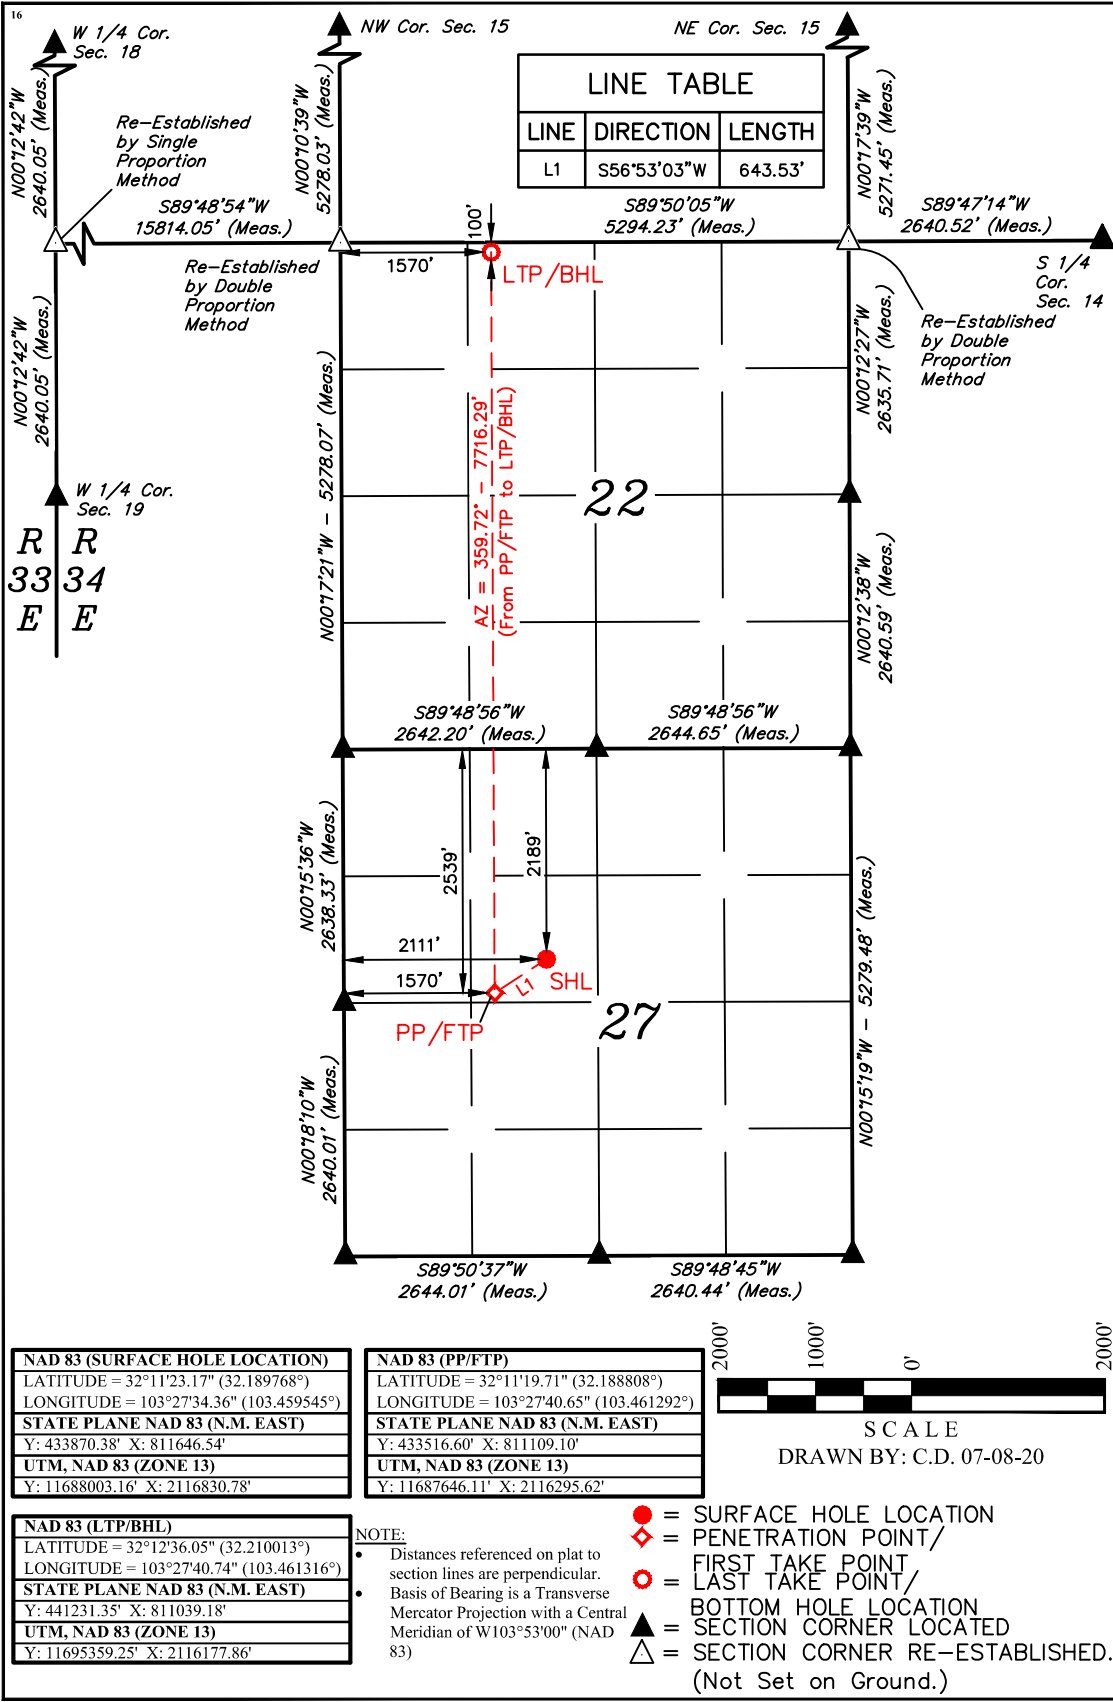 16
W 1/4 Cor.
Sec. 18
NW Cor. Sec. 15
NE Cor. Sec. 15
LINE TABLE
LINE DIRECTION LENGTH
L1 S56°53'03"W 643.53'
N00°12'42"W
2640.05' (Meas.)
Re-Established
by Single
Proportion
Method
N00°10'39"W
5278.03' (Meas.)
N00°17'39"W
5271.45' (Meas.)
S89°48'54"W
15814.05' (Meas.)
100'
S89°50'05"W
5294.23' (Meas.)
S89°47'14"W
2640.52' (Meas.)
Re-Established
by Double
Proportion
Method
1570'
LTP/BHL
S 1/4
Cor.
Sec. 14
Re-Established
by Double
Proportion
Method
N00°12'42"W
2640.05' (Meas.)
N00°17'21"W - 5278.07' (Meas.)
AZ = 359.72° - 7716.29'
(From PP/FTP to LTP/BHL)
N00°12'27"W
2635.71' (Meas.)
W 1/4 Cor.
Sec. 19
22
R R
33 34
E E
N00°12'38"W
2640.59' (Meas.)
S89°48'56"W
2642.20' (Meas.)
S89°48'56"W
2644.65' (Meas.)
N00°15'36"W
2638.33' (Meas.)
2539'
2189'
N00°15'19"W - 5279.48' (Meas.)
2111'
1570'
L1
SHL
PP/FTP
27
N00°18'10"W
2640.01' (Meas.)
S89°50'37"W
2644.01' (Meas.)
S89°48'45"W
2640.44' (Meas.)
NAD 83 (SURFACE HOLE LOCATION)
LATITUDE = 32°11'23.17" (32.189768°)
LONGITUDE = 103°27'34.36" (103.459545°)
STATE PLANE NAD 83 (N.M. EAST)
Y: 433870.38' X: 811646.54'
UTM, NAD 83 (ZONE 13)
Y: 11688003.16' X: 2116830.78'
NAD 83 (PP/FTP)
LATITUDE = 32°11'19.71" (32.188808°)
LONGITUDE = 103°27'40.65" (103.461292°)
STATE PLANE NAD 83 (N.M. EAST)
Y: 433516.60' X: 811109.10'
UTM, NAD 83 (ZONE 13)
Y: 11687646.11' X: 2116295.62'
2000' 1000' 0' 2000'
SCALE
DRAWN BY: C.D. 07-08-20
NAD 83 (LTP/BHL)
LATITUDE = 32°12'36.05" (32.210013°)
LONGITUDE = 103°27'40.74" (103.461316°)
STATE PLANE NAD 83 (N.M. EAST)
Y: 441231.35' X: 811039.18'
UTM, NAD 83 (ZONE 13)
Y: 11695359.25' X: 2116177.86'
NOTE:
• Distances referenced on plat to
section lines are perpendicular.
• Basis of Bearing is a Transverse
Mercator Projection with a Central
Meridian of W103°53'00" (NAD
83)
= SURFACE HOLE LOCATION
= PENETRATION POINT/
FIRST TAKE POINT
= LAST TAKE POINT/
BOTTOM HOLE LOCATION
= SECTION CORNER LOCATED
= SECTION CORNER RE-ESTABLISHED.
(Not Set on Ground.)